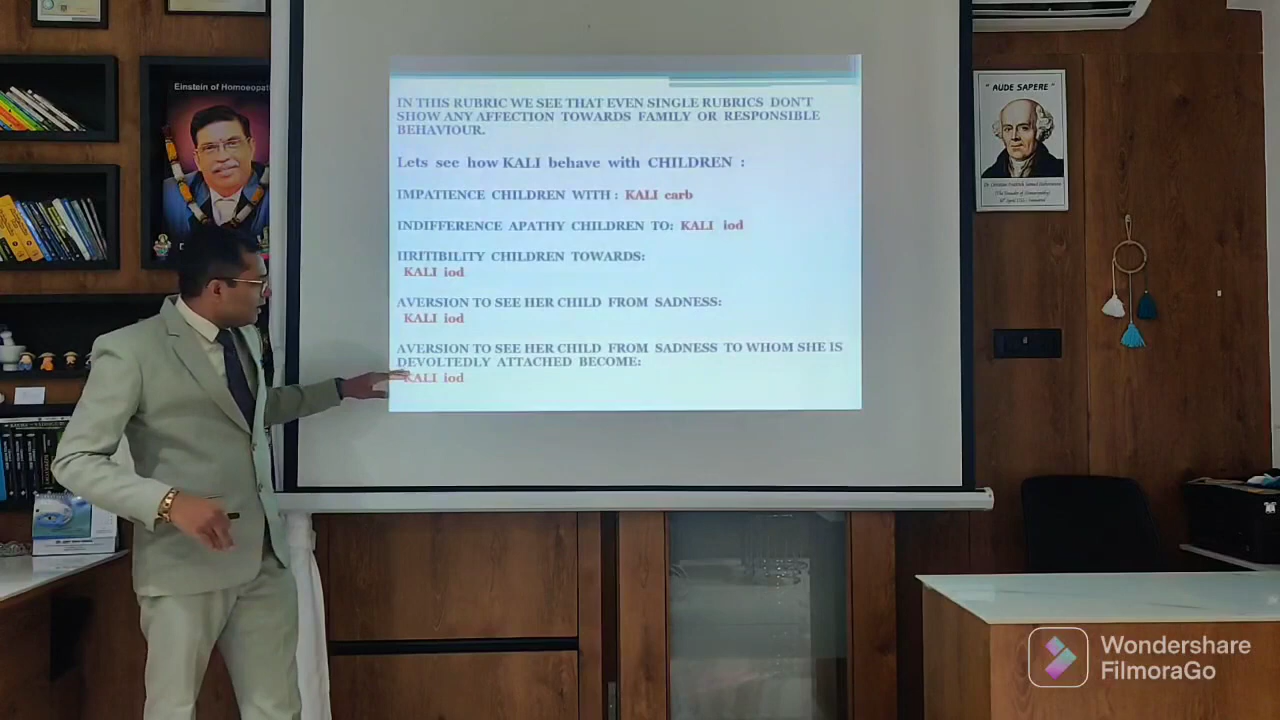 Einstein of Homoeopat
IN THIS RUBRIC WE SEE THAT EVEN SINGLE RUBRICS DON'T
SHOW ANY AFFECTION TOWARDS FAMILY OR RESPONSIBLE
BEHAVIOUR.
Lets see how KALI behave with CHILDREN :
IMPATIENCE CHILDREN WITH : KALI carb
INDIFFERENCE APATHY CHILDREN TO: KALI iod
IIRITIBILITY CHILDREN TOWARDS:
KALI iod
AVERSION TO SEE HER CHILD FROM SADNESS:
KALI iod
AVERSION TO SEE HER CHILD FROM SADNESS TO WHOM SHE IS
DEVOLTEDLY ATTACHED BECOME:
KALI iod
" AUDE SAPERE "
Wondershare
FilmoraGo